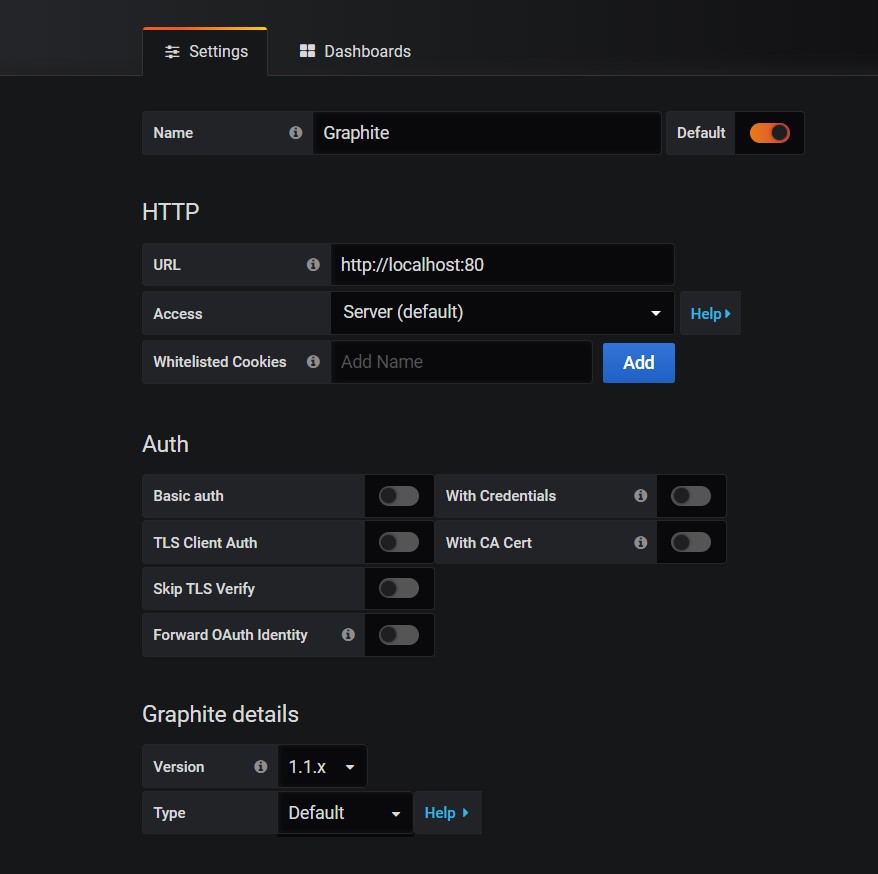 Settings Dashboards
Name Graphite Default
HTTP
URL http://localhost:80
Access Server (default) Help
Whitelisted Cookies Add Name Add
Auth
Basic auth With Credentials
TLS Client Auth With CA Cert
Skip TLS Verify
Forward OAuth Identity
Graphite details
Version 1.1.x
Type Default Help